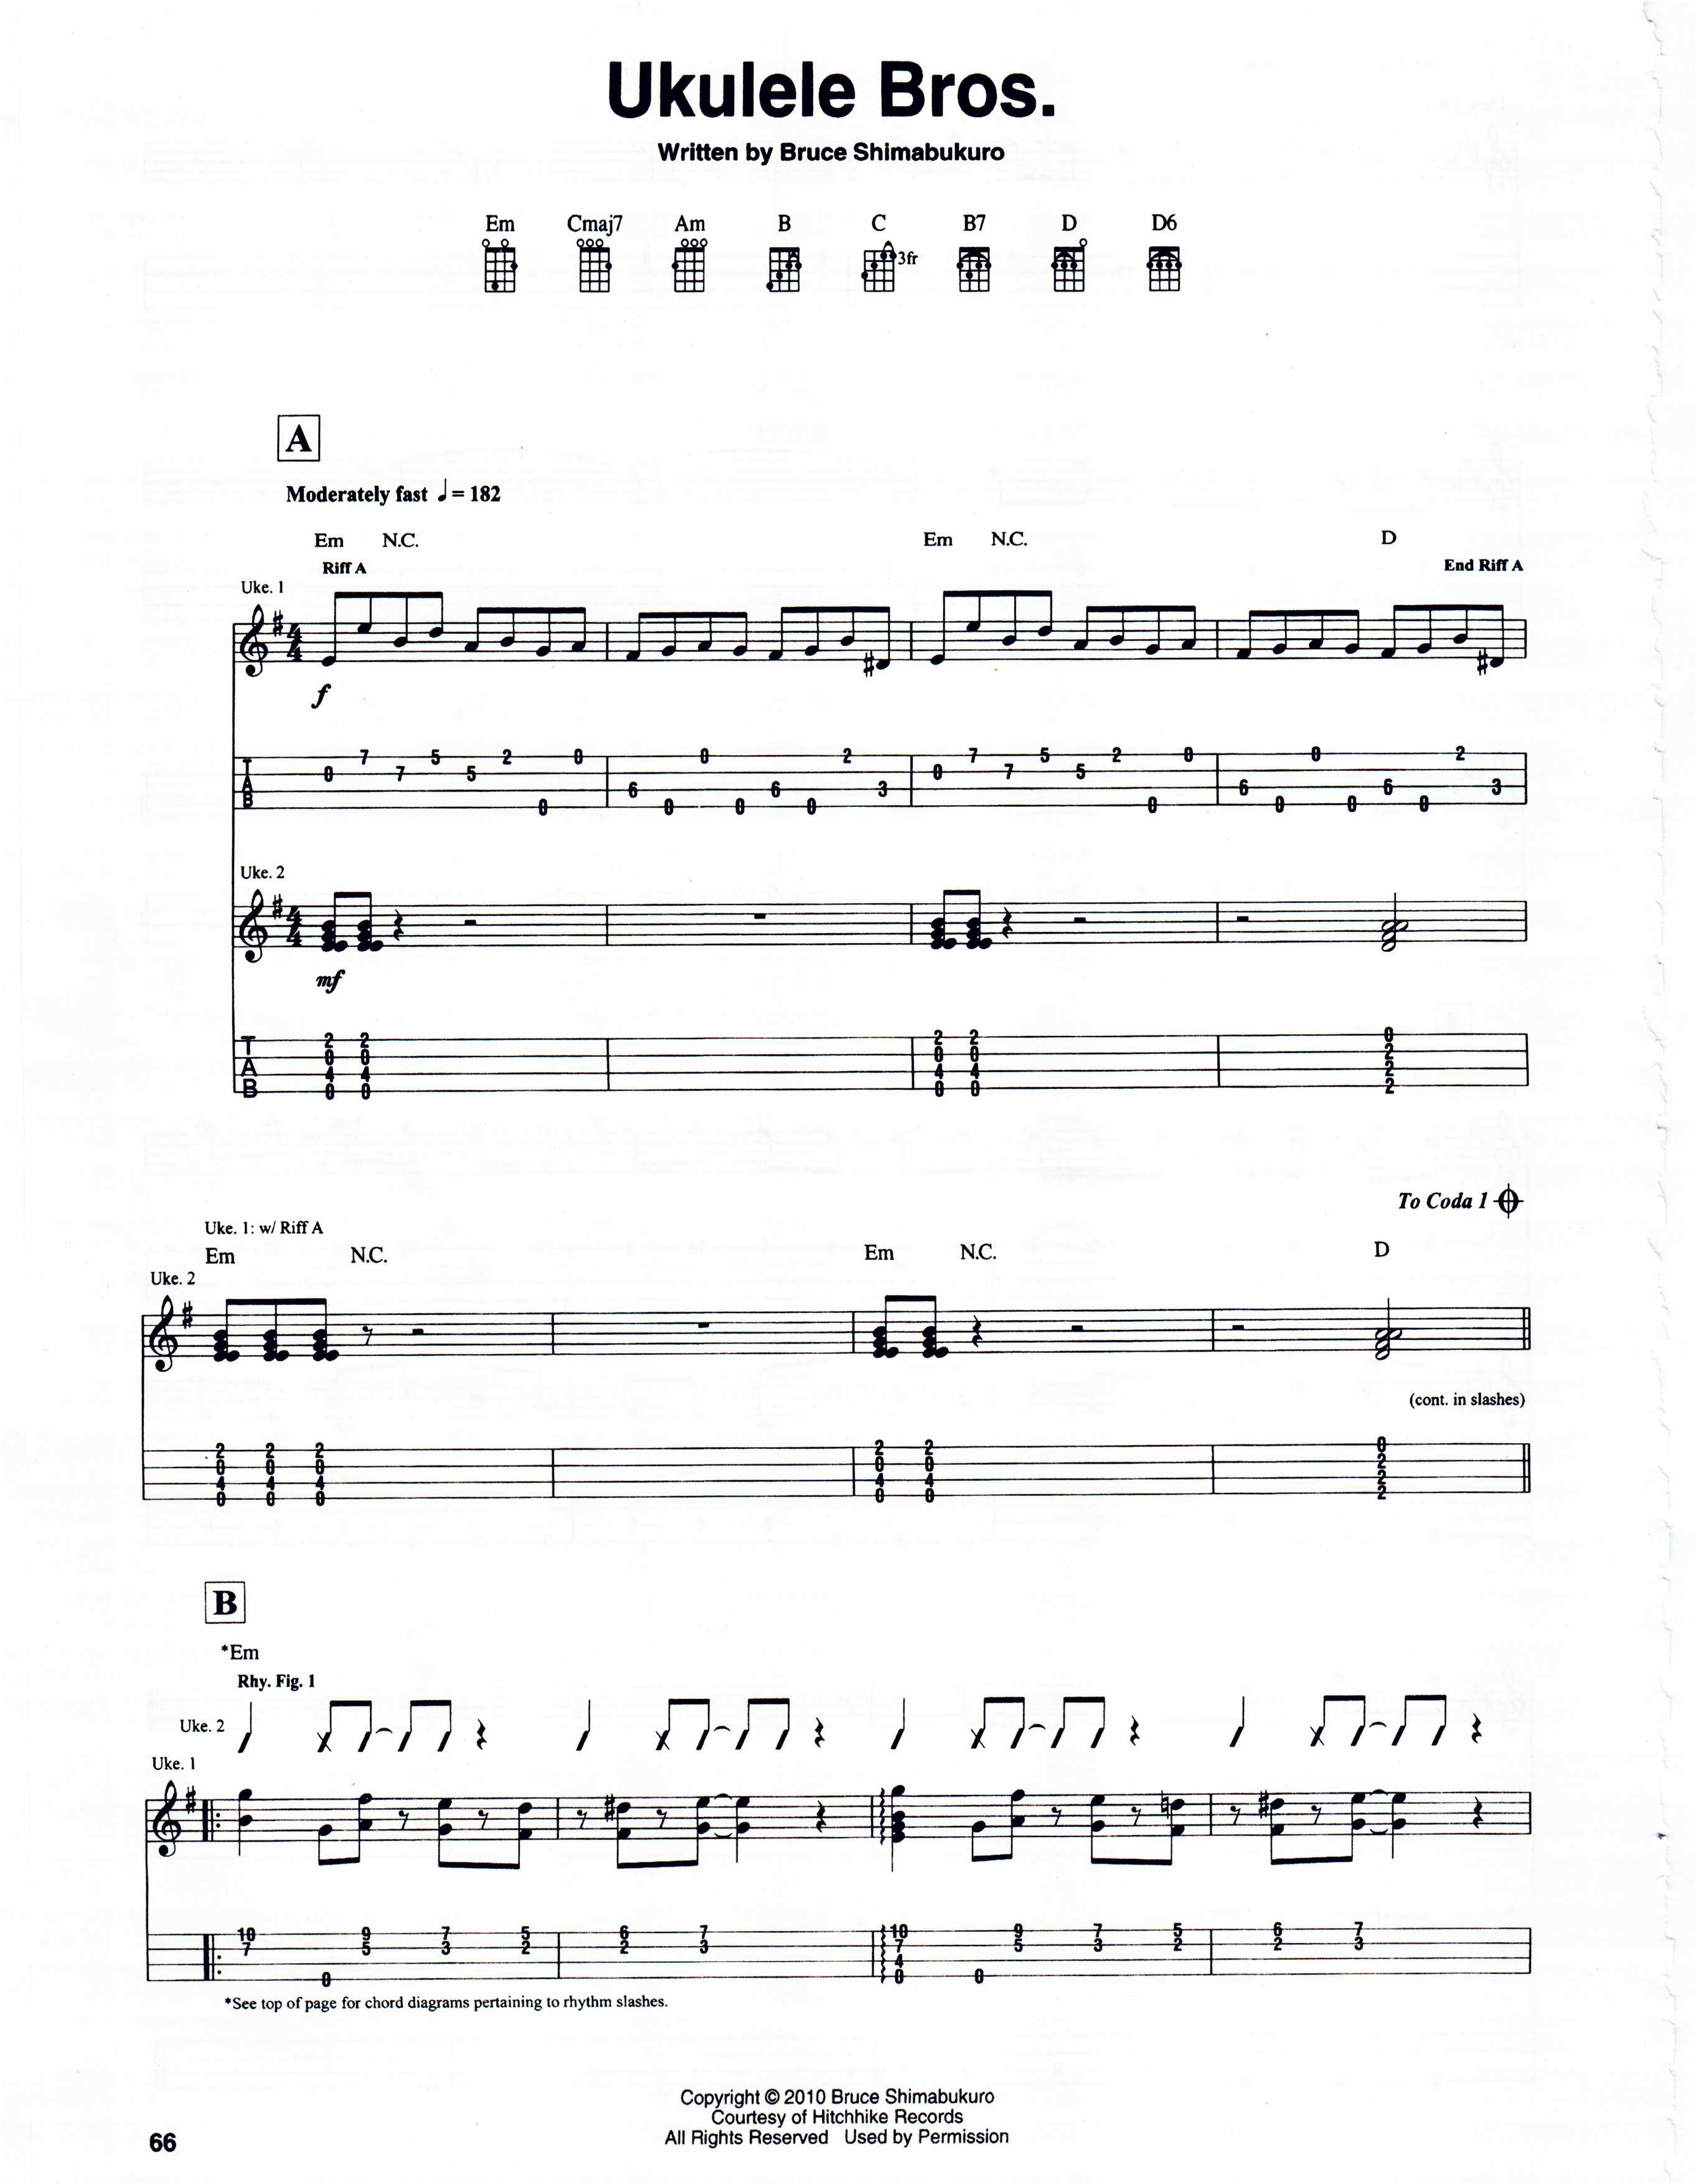 Ukulele Bros.
Written by Bruce Shimabukuro
Em Cmaj7 Am B C B7 D D6
3fr
A
Moderately fast ♩= 182
Em N.C. Em N.C. D
Riff A End Riff A
Uke. 1
4
4
f
7 5 2 0 0 2 7 5 2 0 0 2
0 7 5 0 7 5
6 6 3 6 6 3
0 0 0 0 0 0 0 0
TAB
Uke. 2
4
4
mf
2 2 2 2 0
0 0 0 0 2
4 4 4 4 2
0 0 0 0 2
TAB
To Coda 1
Uke. 1: w/ Riff A
Em N.C. Em N.C. D
Uke. 2
(cont. in slashes)
2 2 2 2 2 0
0 0 0 0 0 2
4 4 4 4 4 2
0 0 0 0 0 2
B
*Em
Rhy. Fig. 1
Uke. 2
Uke. 1
10 9 7 5 6 7 10 9 7 5 6 7
7 5 3 2 2 3 7 5 3 2 2 3
4
0 0 0
*See top of page for chord diagrams pertaining to rhythm slashes.
Copyright © 2010 Bruce Shimabukuro
Courtesy of Hitchhike Records
All Rights Reserved Used by Permission
66